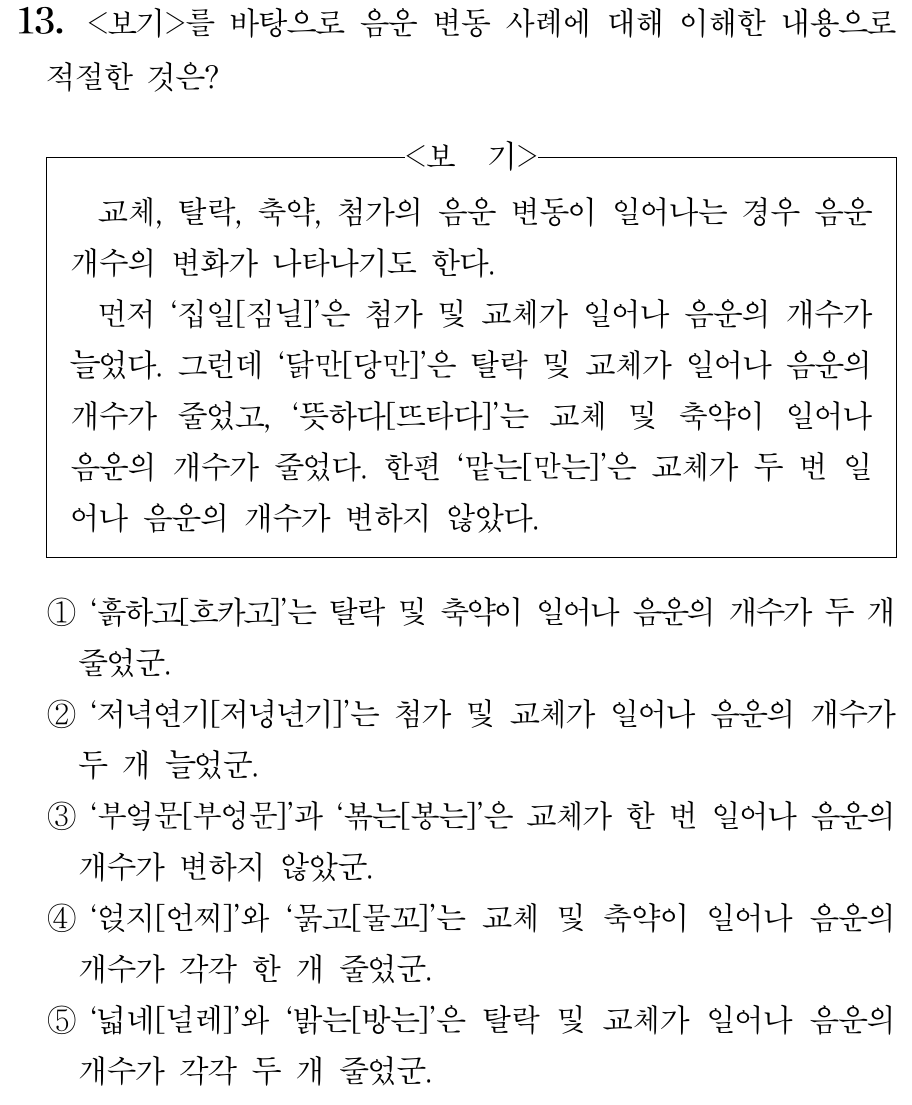 13. <보기>를 바탕으로 음운 변동 사례에 대해 이해한 내용으로
적절한 것은?
<보 기>
교체, 탈락, 축약, 첨가의 음운 변동이 일어나는 경우 음운
개수의 변화가 나타나기도 한다.
먼저 ‘집일[짐닐]’은 첨가 및 교체가 일어나 음운의 개수가
늘었다. 그런데 ‘닭만[당만]’은 탈락 및 교체가 일어나 음운의
개수가 줄었고, ‘뜻하다[뜨타다]’는 교체 및 축약이 일어나
음운의 개수가 줄었다. 한편 ‘맡는[만는]’은 교체가 두 번 일
어나 음운의 개수가 변하지 않았다.
① ‘흙하고[흐카고]’는 탈락 및 축약이 일어나 음운의 개수가 두 개
줄었군.
② ‘저녁연기[저녕년기]’는 첨가 및 교체가 일어나 음운의 개수가
두 개 늘었군.
③ ‘부엌문[부엉문]’과 ‘볶는[봉는]’은 교체가 한 번 일어나 음운의
개수가 변하지 않았군.
④ ‘얹지[언찌]’와 ‘묽고[물꼬]’는 교체 및 축약이 일어나 음운의
개수가 각각 한 개 줄었군.
⑤ ‘넓네[널레]’와 ‘밝는[방는]’은 탈락 및 교체가 일어나 음운의
개수가 각각 두 개 줄었군.